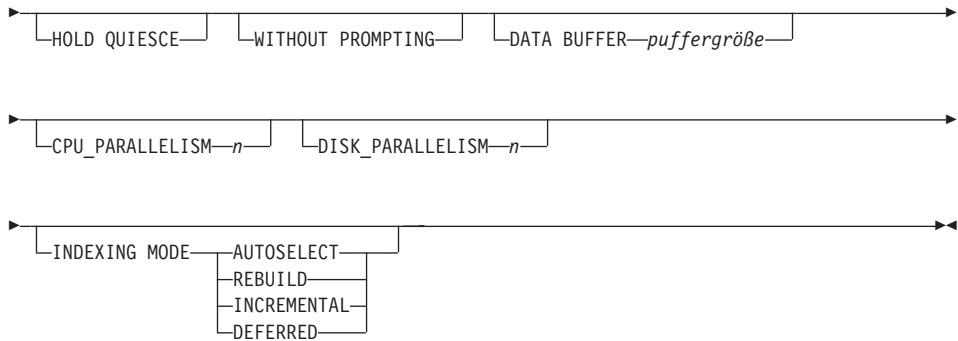 HOLD QUIESCE WITHOUT PROMPTING DATA BUFFER puffergröße
CPU_PARALLELISM n DISK_PARALLELISM n
INDEXING MODE AUTOSELECT
REBUILD
INCREMENTAL
DEFERRED